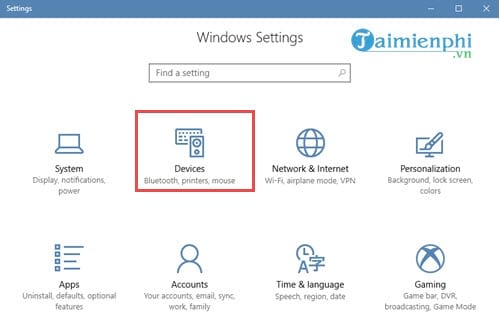 Settings
Windows Settings
Taimienphi
.vn
Find a setting
System
Display, notifications,
power
Devices
Bluetooth, printers, mouse
Network & Internet
Wi-Fi, airplane mode, VPN
Personalization
Background, lock screen,
colors
Apps
Uninstall, defaults, optional
features
Accounts
Your accounts, email, sync,
work, family
Time & language
Speech, region, date
Gaming
Game bar, DVR,
broadcasting, Game Mode